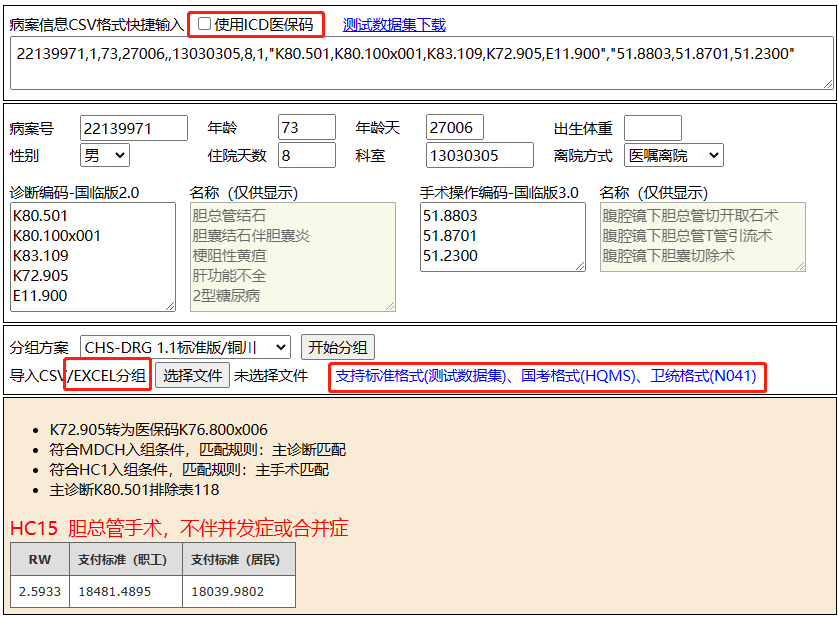 病案信息CSV格式快捷输入 使用ICD医保码 测试数据集下载
22139971,1,73,27006,,13030305,8,1,"K80.501,K80.100x001,K83.109,K72.905,E11.900","51.8803,51.8701,51.2300"
病案号 22139971 年龄 73 年龄天 27006 出生体重
性别 男 住院天数 8 科室 13030305 离院方式 医嘱离院
诊断编码-国临版2.0 名称（仅供显示） 手术操作编码-国临版3.0 名称（仅供显示）
K80.501 胆总管结石 51.8803 腹腔镜下胆总管切开取石术
K80.100x001 胆囊结石伴胆囊炎 51.8701 腹腔镜下胆总管T管引流术
K83.109 梗阻性黄疸 51.2300 腹腔镜下胆囊切除术
K72.905 肝功能不全
E11.900 2型糖尿病
分组方案 CHS-DRG 1.1标准版/铜川 开始分组
导入CSV/EXCEL分组 选择文件 未选择文件 支持标准格式(测试数据集)、国考格式(HQMS)、卫统格式(N041)
K72.905转为医保码K76.800x006
符合MDCH入组条件，匹配规则：主诊断匹配
符合HC1入组条件，匹配规则：主手术匹配
主诊断K80.501排除表118
HC15 胆总管手术，不伴并发症或合并症
RW 支付标准（职工） 支付标准（居民）
2.5933 18481.4895 18039.9802